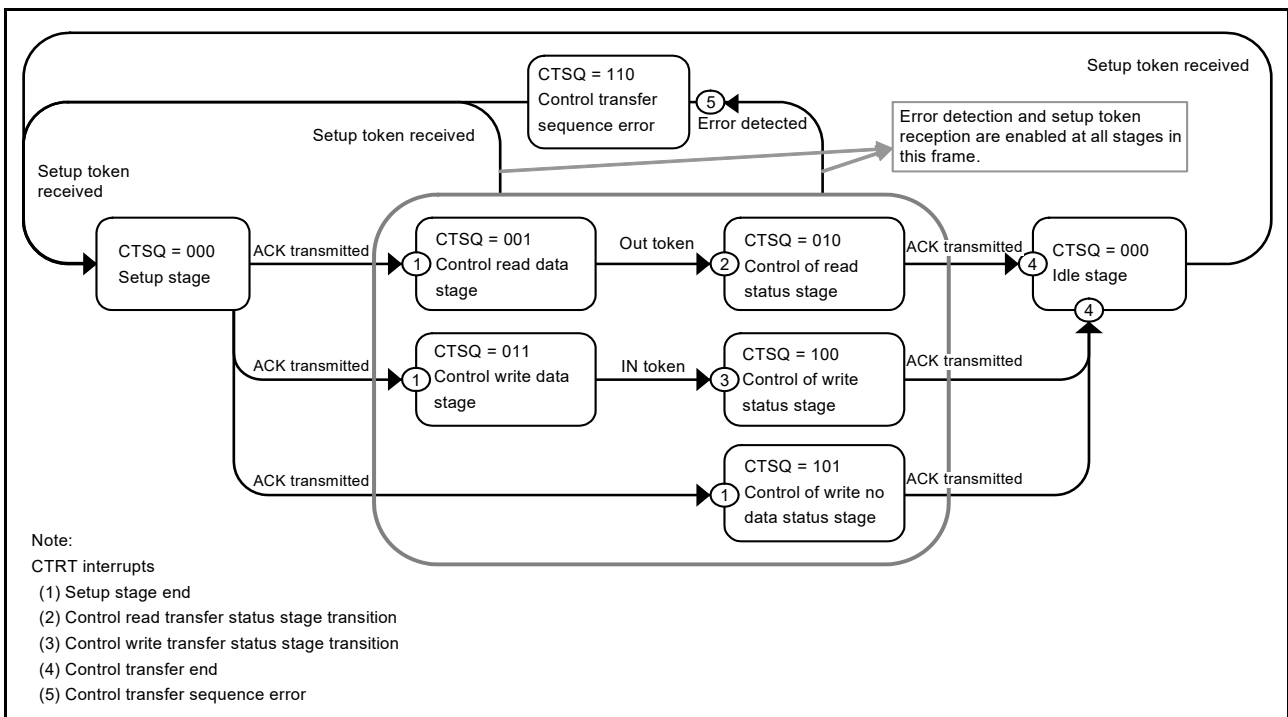 Setup token received
CTSQ = 110
Control transfer
sequence error
5
Error detected
Setup token received
Error detection and setup token
reception are enabled at all stages in
this frame.
Setup token
received
CTSQ = 000
Setup stage
ACK transmitted
1
CTSQ = 001
Control read data
stage
Out token
2
CTSQ = 010
Control of read
status stage
ACK transmitted
4
CTSQ = 000
Idle stage
4
ACK transmitted
1
CTSQ = 011
Control write data
stage
IN token
3
CTSQ = 100
Control of write
status stage
ACK transmitted
ACK transmitted
1
CTSQ = 101
Control of write no
data status stage
ACK transmitted
Note:
CTRT interrupts
(1) Setup stage end
(2) Control read transfer status stage transition
(3) Control write transfer status stage transition
(4) Control transfer end
(5) Control transfer sequence error